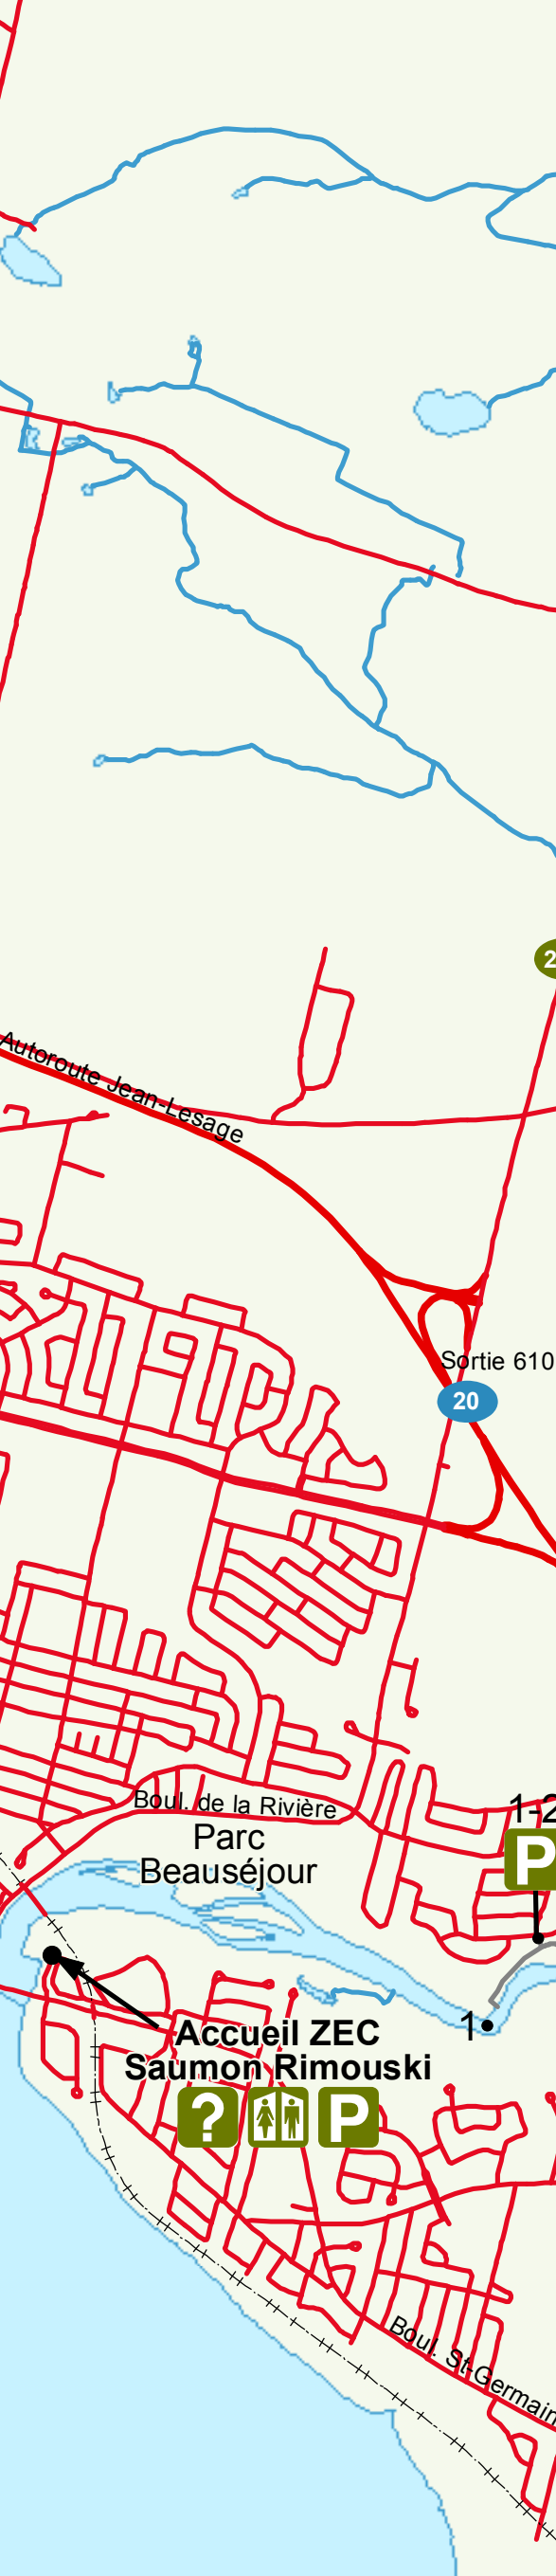 2
Autoroute Jean-Lesage
Sortie 610
20
Boul. de la Rivière
1-2
P
Parc
Beauséjour
1
Accueil ZEC
Saumon Rimouski
? P
Boul. St-Germain